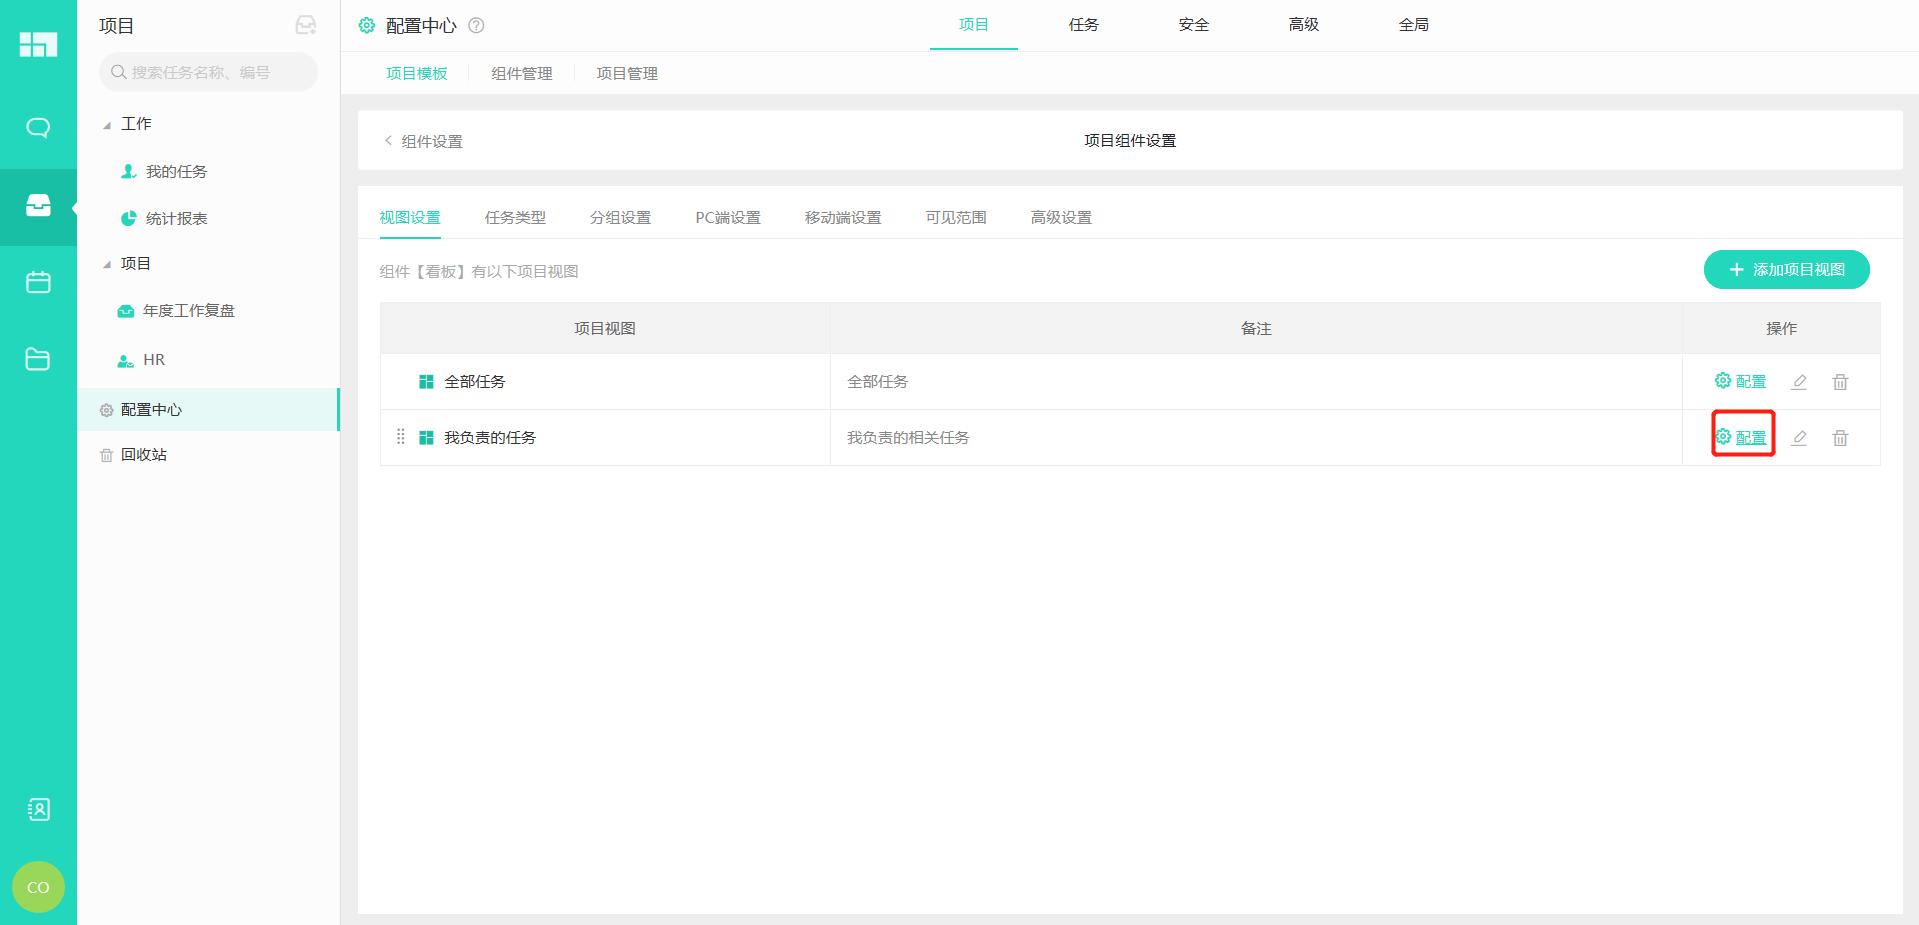 项目
搜索任务名称、编号
工作
我的任务
统计报表
项目
年度工作复盘
HR
配置中心
回收站
CO
配置中心
项目 任务 安全 高级 全局
项目模板 组件管理 项目管理
组件设置 项目组件设置
视图设置 任务类型 分组设置 PC端设置 移动端设置 可见范围 高级设置
组件【看板】有以下项目视图 添加项目视图
项目视图 备注 操作
全部任务 全部任务 配置
我负责的任务 我负责的相关任务 配置